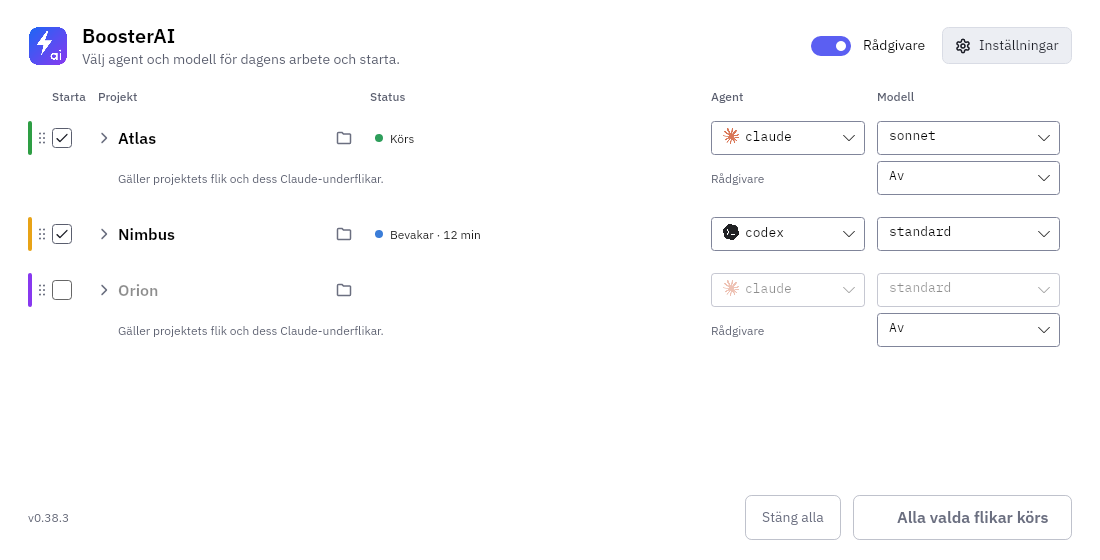 ai
BoosterAI
Välj agent och modell för dagens arbete och starta.
Rådgivare
Inställningar
Starta Projekt Status Agent Modell
Atlas Körs claude sonnet
Gäller projektets flik och dess Claude-underflikar. Rådgivare Av
Nimbus Bevakar · 12 min codex standard
Orion claude standard
Gäller projektets flik och dess Claude-underflikar. Rådgivare Av
v0.38.3 Stäng alla Alla valda flikar körs